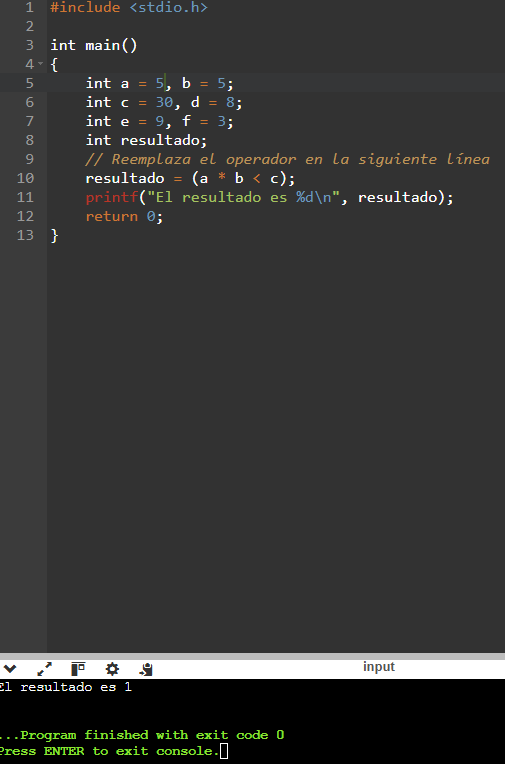 1 #include <stdio.h>
2
3 int main()
4 {
5     int a = 5, b = 5;
6     int c = 30, d = 8;
7     int e = 9, f = 3;
8     int resultado;
9     // Reemplaza el operador en la siguiente línea
10     resultado = (a * b < c);
11     printf("El resultado es %d\n", resultado);
12     return 0;
13 }
input
El resultado es 1
...Program finished with exit code 0
Press ENTER to exit console.